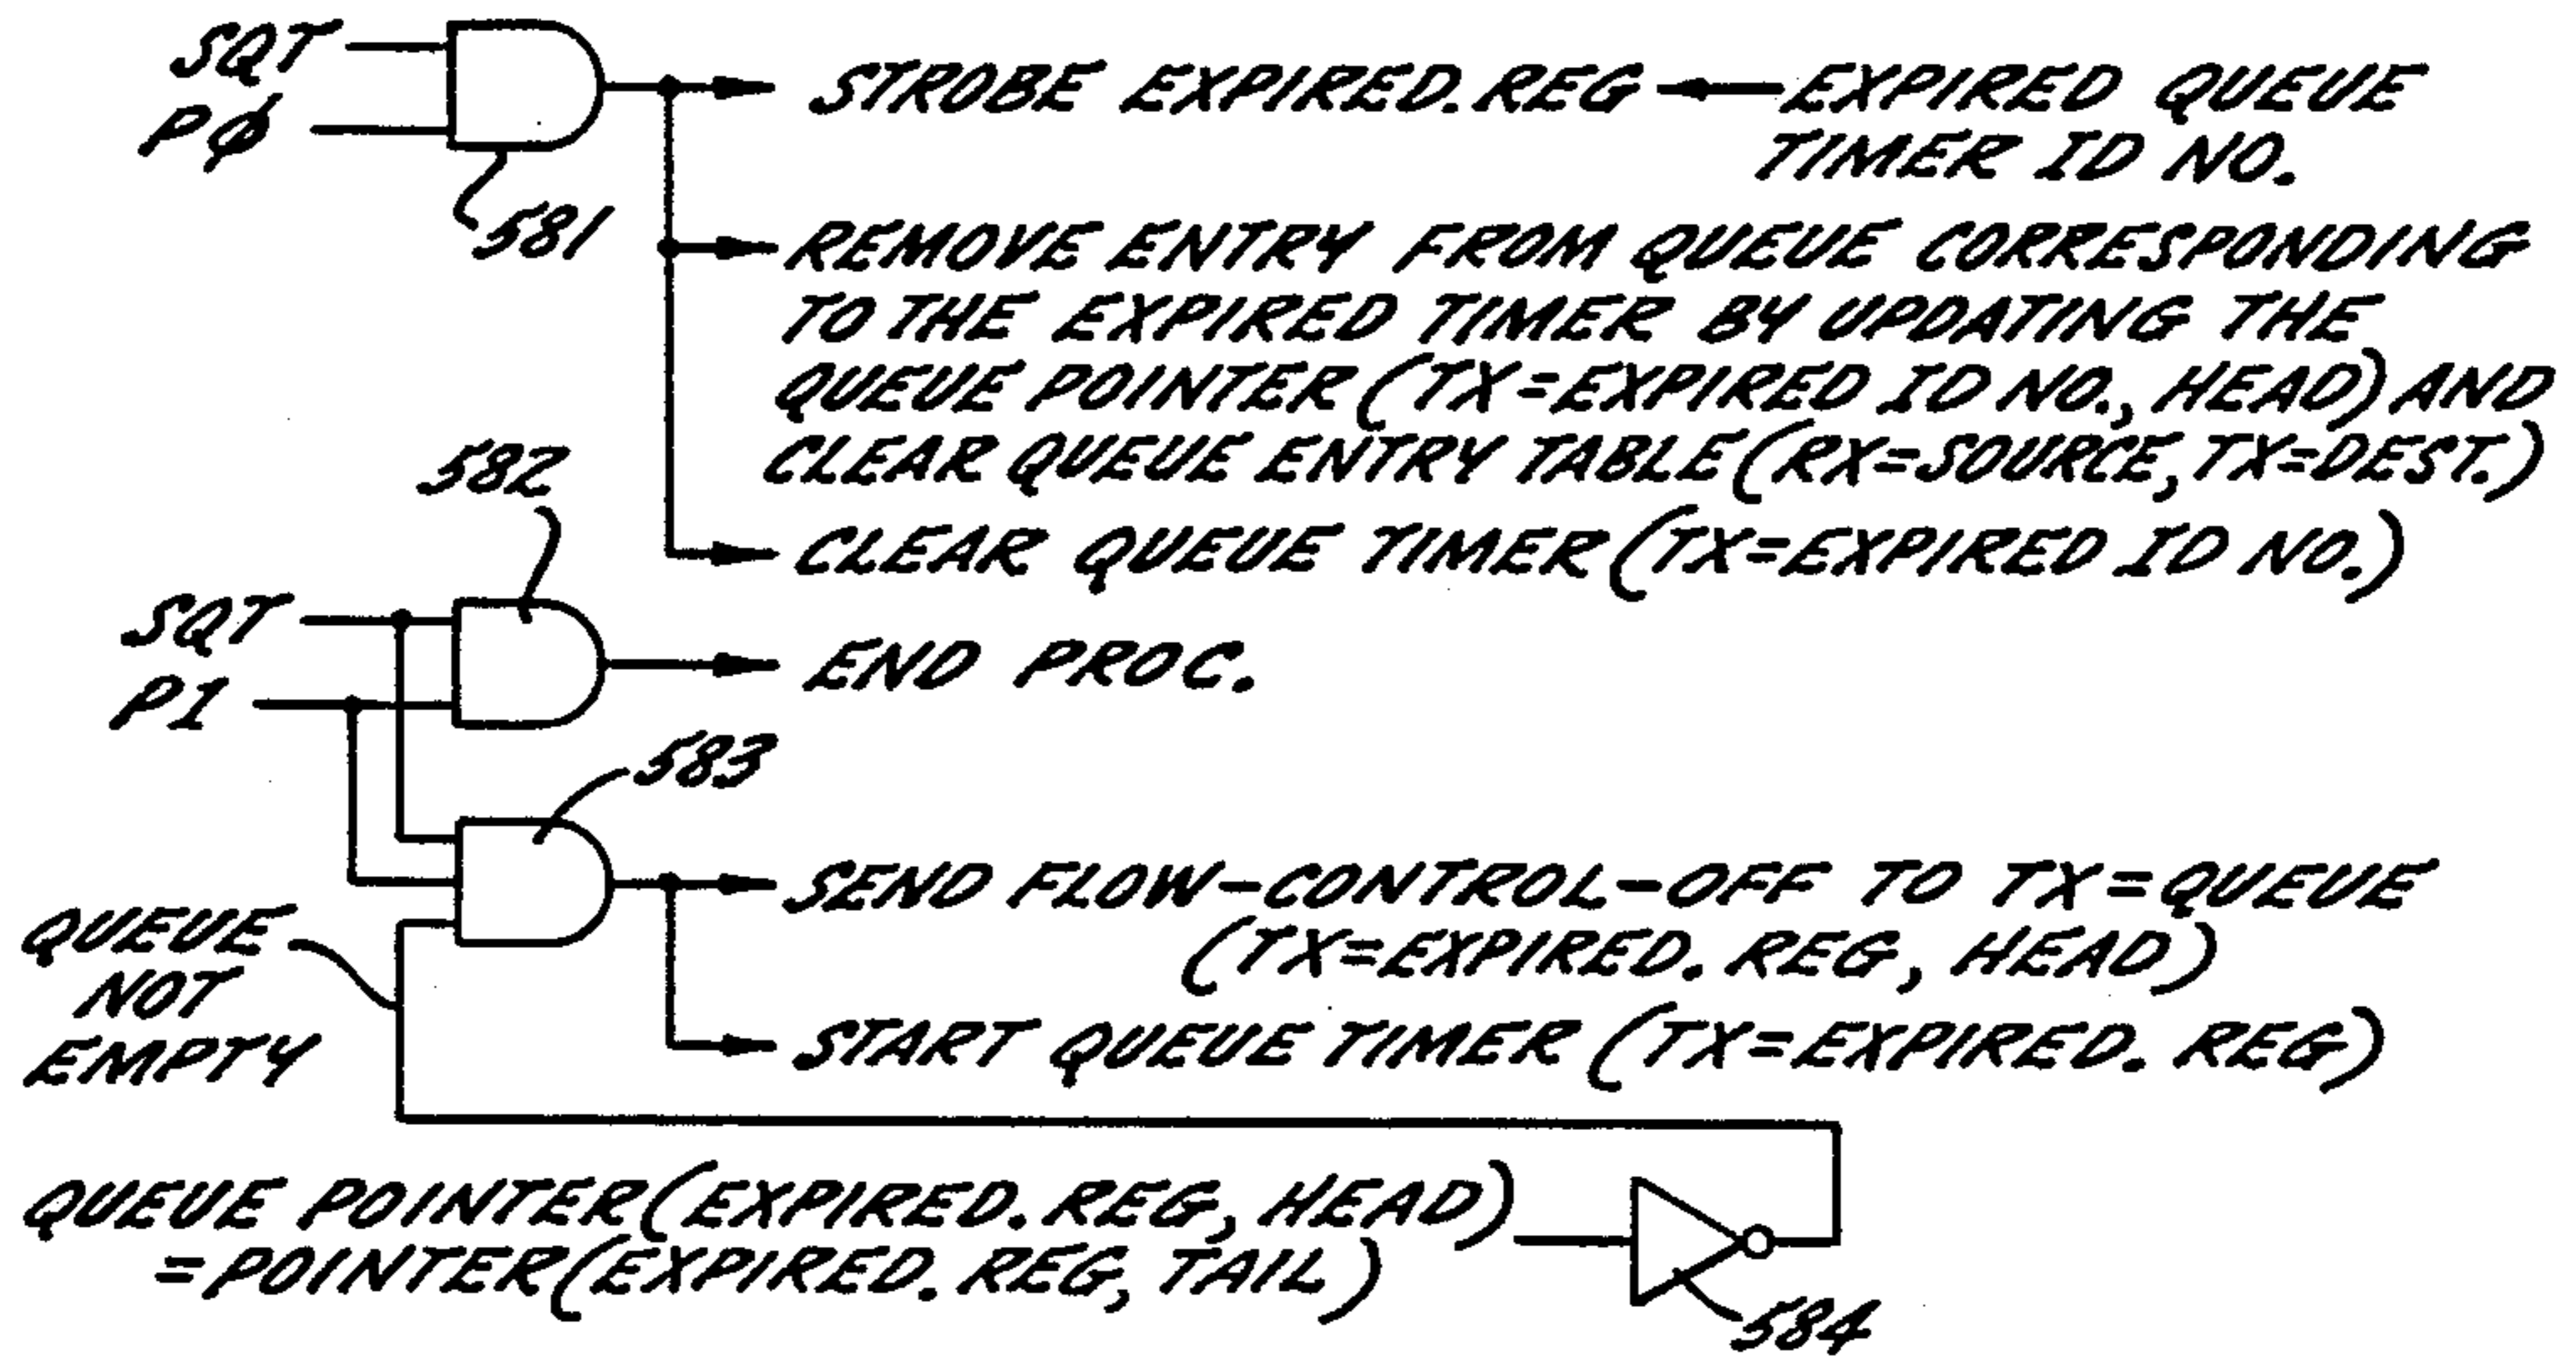 SQT
PØ
581
STROBE EXPIRED.REG
EXPIRED QUEUE
TIMER ID NO.
REMOVE ENTRY FROM QUEUE CORRESPONDING
TO THE EXPIRED TIMER BY UPDATING THE
QUEUE POINTER (TX=EXPIRED ID NO., HEAD) AND
CLEAR QUEUE ENTRY TABLE (RX=SOURCE, TX=DEST.)
CLEAR QUEUE TIMER (TX=EXPIRED ID NO.)
582
SQT
P1
END PROC.
583
QUEUE
NOT
EMPTY
SEND FLOW-CONTROL-OFF TO TX=QUEUE
(TX=EXPIRED. REG, HEAD)
START QUEUE TIMER (TX=EXPIRED. REG)
QUEUE POINTER (EXPIRED. REG, HEAD)
=POINTER (EXPIRED. REG, TAIL)
584